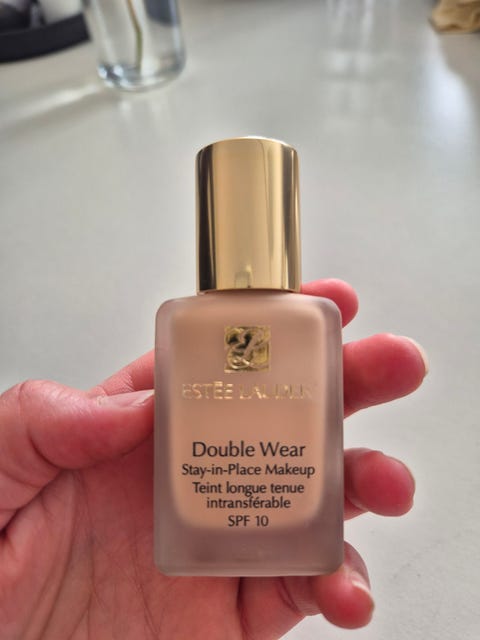 ESTĒE LAUDER
Double Wear
Stay-in-Place Makeup
Teint longue tenue
intransférable
SPF 10